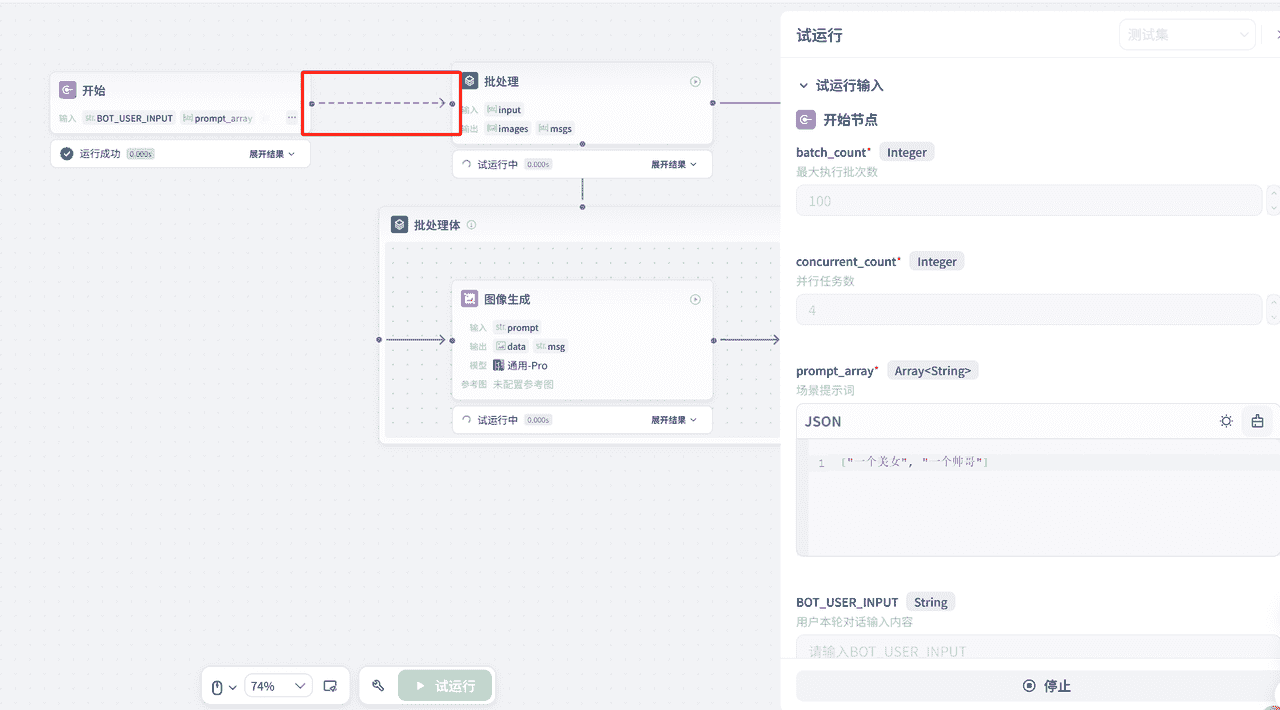 开始
输入 str. BOT_USER_INPUT prompt_array ...
运行成功 0.000s 展开结果
批处理
输入 input
输出 images msgs
试运行中 0.000s 展开结果
批处理体
图像生成
输入 str. prompt
输出 data str. msg
模型 通用-Pro
参考图 未配置参考图
试运行中 0.000s 展开结果
74%
试运行
试运行
测试集
试运行输入
开始节点
batch_count* Integer
最大执行批次数
100
concurrent_count* Integer
并行任务数
4
prompt_array* Array<String>
场景提示词
JSON
1 ["一个美女", "一个帅哥"]
BOT_USER_INPUT String
用户本轮对话输入内容
请输入BOT_USER_INPUT
停止